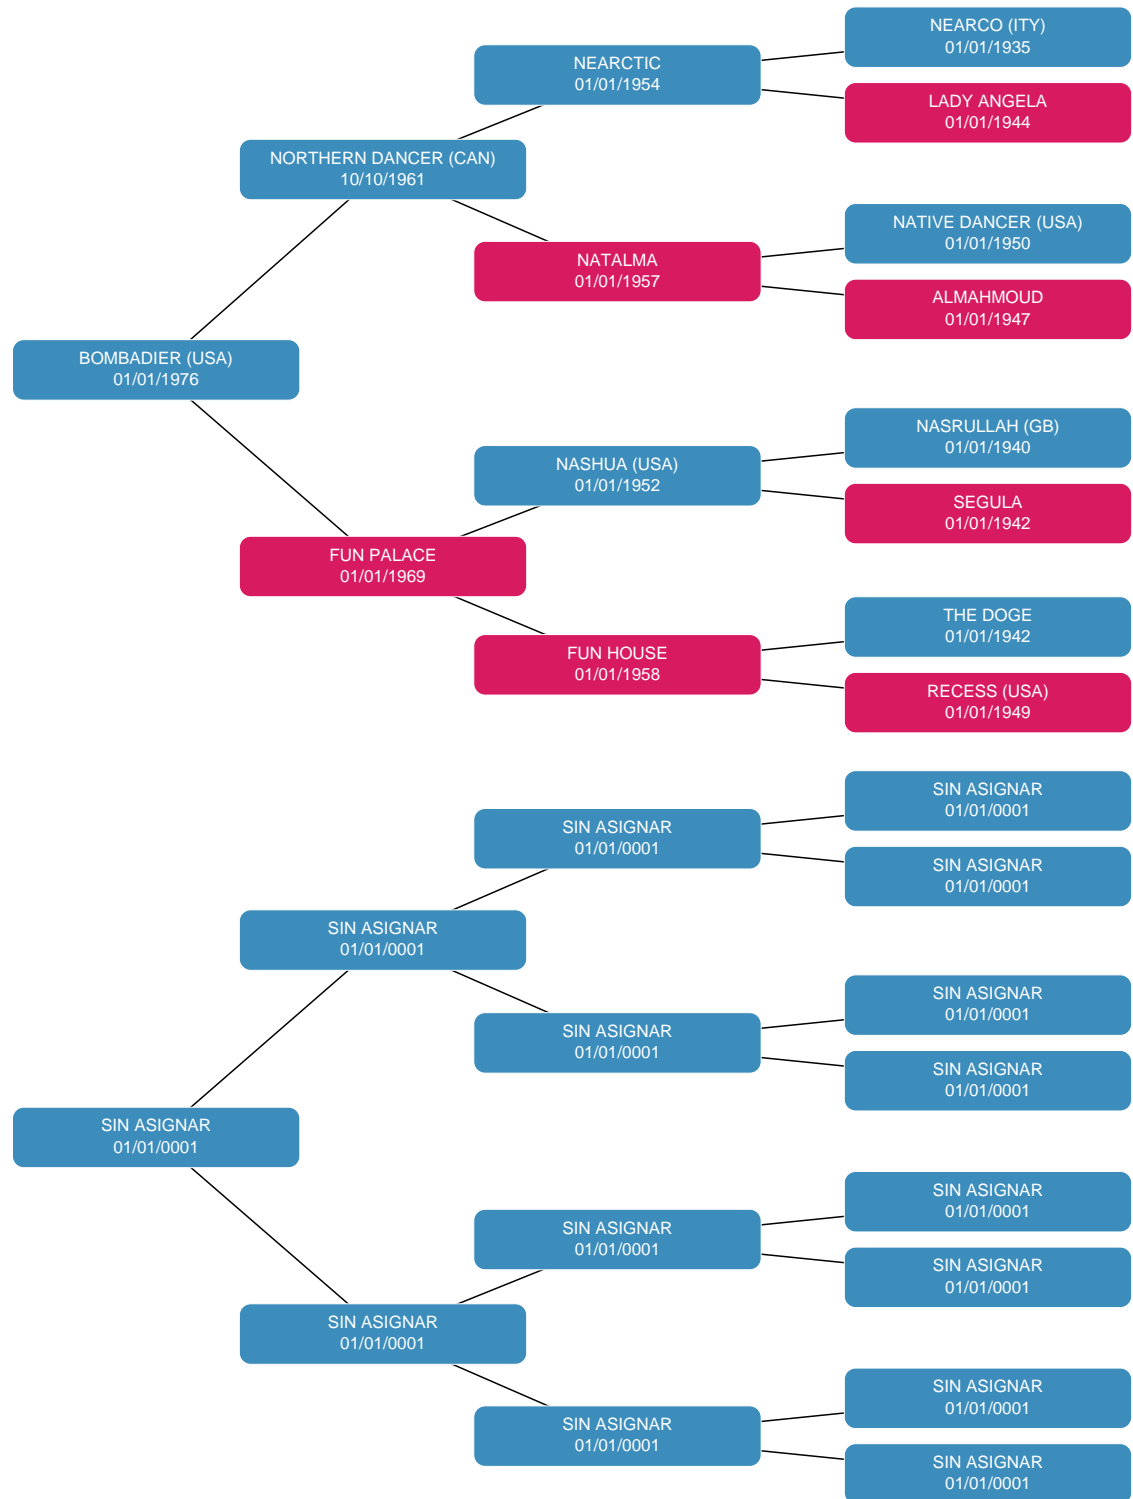 NEARCO (ITY)
01/01/1935
NEARCTIC
01/01/1954
LADY ANGELA
01/01/1944
NORTHERN DANCER (CAN)
10/10/1961
NATIVE DANCER (USA)
01/01/1950
NATALMA
01/01/1957
ALMAHMOUD
01/01/1947
BOMBADIER (USA)
01/01/1976
NASRULLAH (GB)
01/01/1940
NASHUA (USA)
01/01/1952
SEGULA
01/01/1942
FUN PALACE
01/01/1969
THE DOGE
01/01/1942
FUN HOUSE
01/01/1958
RECESS (USA)
01/01/1949
SIN ASIGNAR
01/01/0001
SIN ASIGNAR
01/01/0001
SIN ASIGNAR
01/01/0001
SIN ASIGNAR
01/01/0001
SIN ASIGNAR
01/01/0001
SIN ASIGNAR
01/01/0001
SIN ASIGNAR
01/01/0001
SIN ASIGNAR
01/01/0001
SIN ASIGNAR
01/01/0001
SIN ASIGNAR
01/01/0001
SIN ASIGNAR
01/01/0001
SIN ASIGNAR
01/01/0001
SIN ASIGNAR
01/01/0001
SIN ASIGNAR
01/01/0001
SIN ASIGNAR
01/01/0001